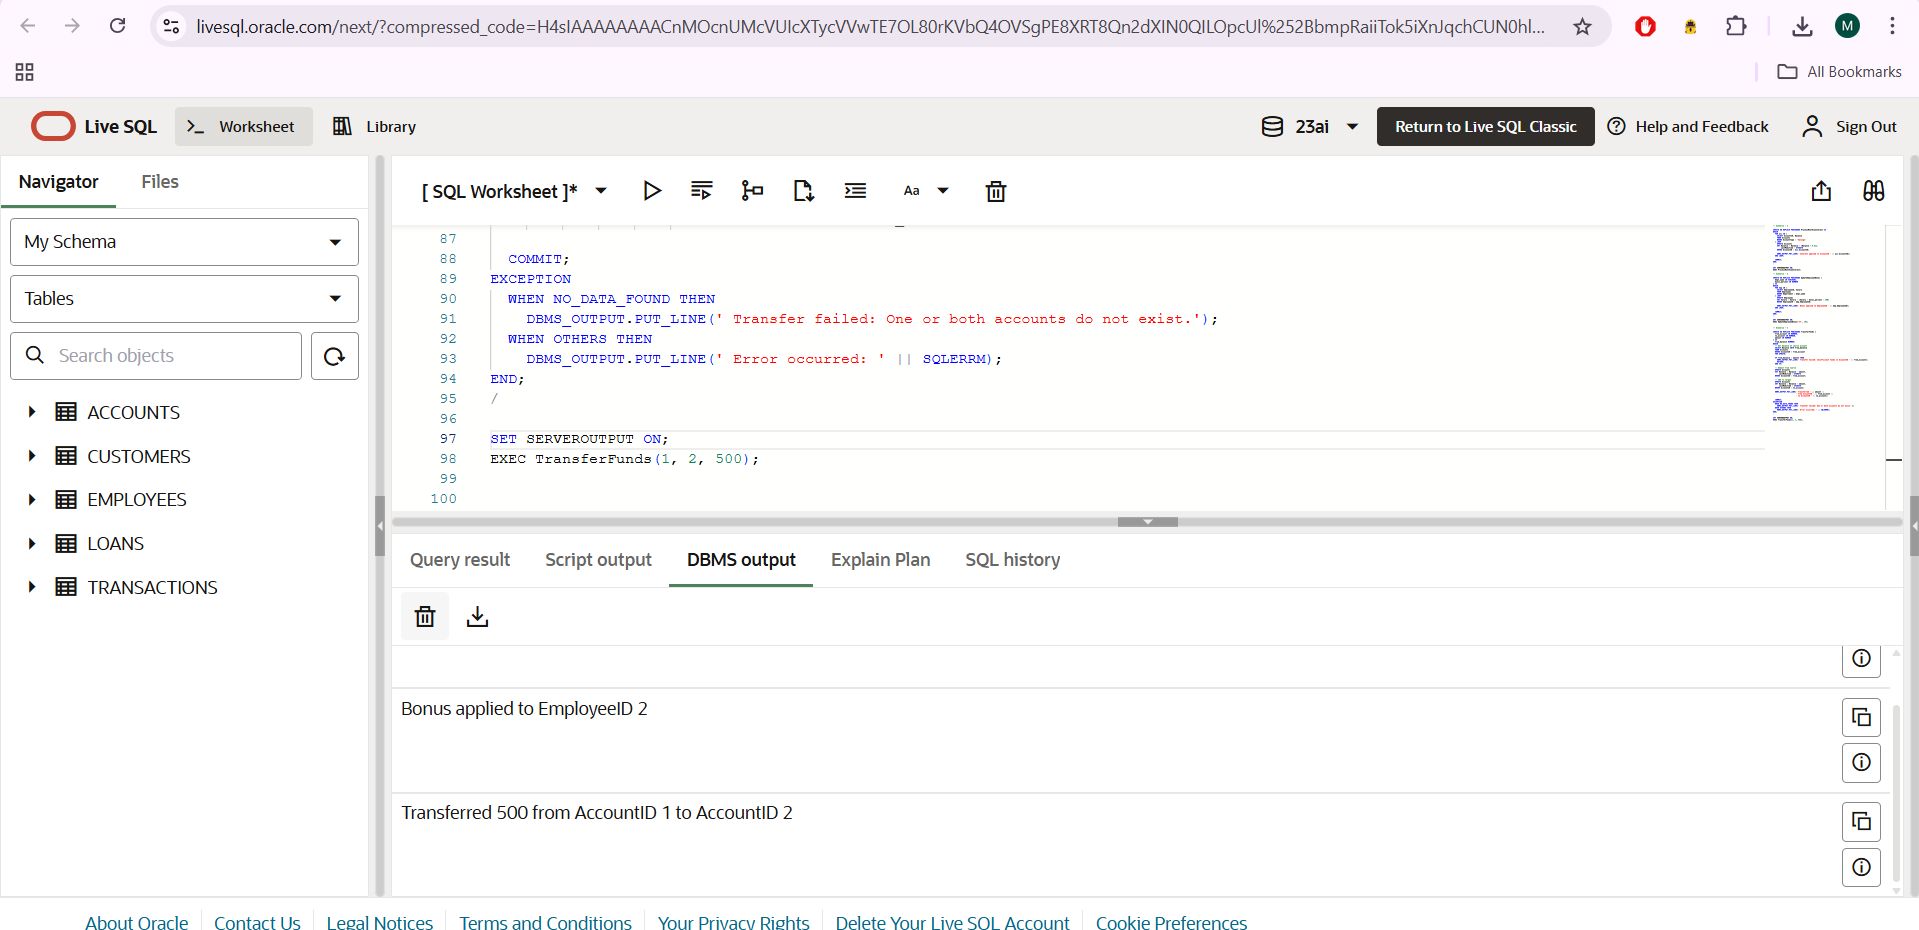 livesql.oracle.com/next/?compressed_code=H4sIAAAAAAAACnMOcnUMcVUIcXTycVVwTE7OL80rKVbQ4OVSgPE8XRT8Qn2dXIN0QILOpcUl%252BbmpRaiiTok5iXnJqchCUN0hl...
M
All Bookmarks
Live SQL
Worksheet
Library
23ai
Return to Live SQL Classic
Help and Feedback
Sign Out
Navigator
Files
My Schema
Tables
Search objects
ACCOUNTS
CUSTOMERS
EMPLOYEES
LOANS
TRANSACTIONS
[ SQL Worksheet ]*
Aa
87
88 COMMIT;
89 EXCEPTION
90 WHEN NO_DATA_FOUND THEN
91 DBMS_OUTPUT.PUT_LINE(' Transfer failed: One or both accounts do not exist.');
92 WHEN OTHERS THEN
93 DBMS_OUTPUT.PUT_LINE(' Error occurred: ' || SQLERRM);
94 END;
95 /
96
97 SET SERVEROUTPUT ON;
98 EXEC TransferFunds(1, 2, 500);
99
100
Query result
Script output
DBMS output
Explain Plan
SQL history
Bonus applied to EmployeeID 2
Transferred 500 from AccountID 1 to AccountID 2
About Oracle
Contact Us
Legal Notices
Terms and Conditions
Your Privacy Rights
Delete Your Live SQL Account
Cookie Preferences